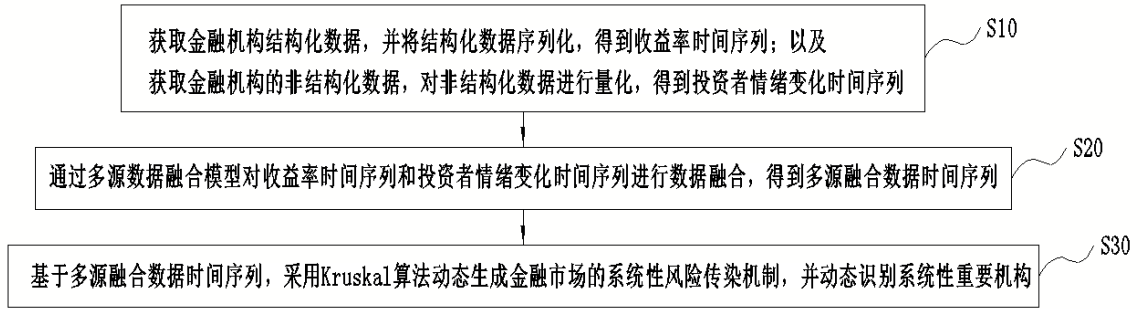 获取金融机构结构化数据，并将结构化数据序列化，得到收益率时间序列；以及
获取金融机构的非结构化数据，对非结构化数据进行量化，得到投资者情绪变化时间序列
S10
通过多源数据融合模型对收益率时间序列和投资者情绪变化时间序列进行数据融合，得到多源融合数据时间序列
S20
基于多源融合数据时间序列，采用Kruskal算法动态生成金融市场的系统性风险传染机制，并动态识别系统性重要机构
S30